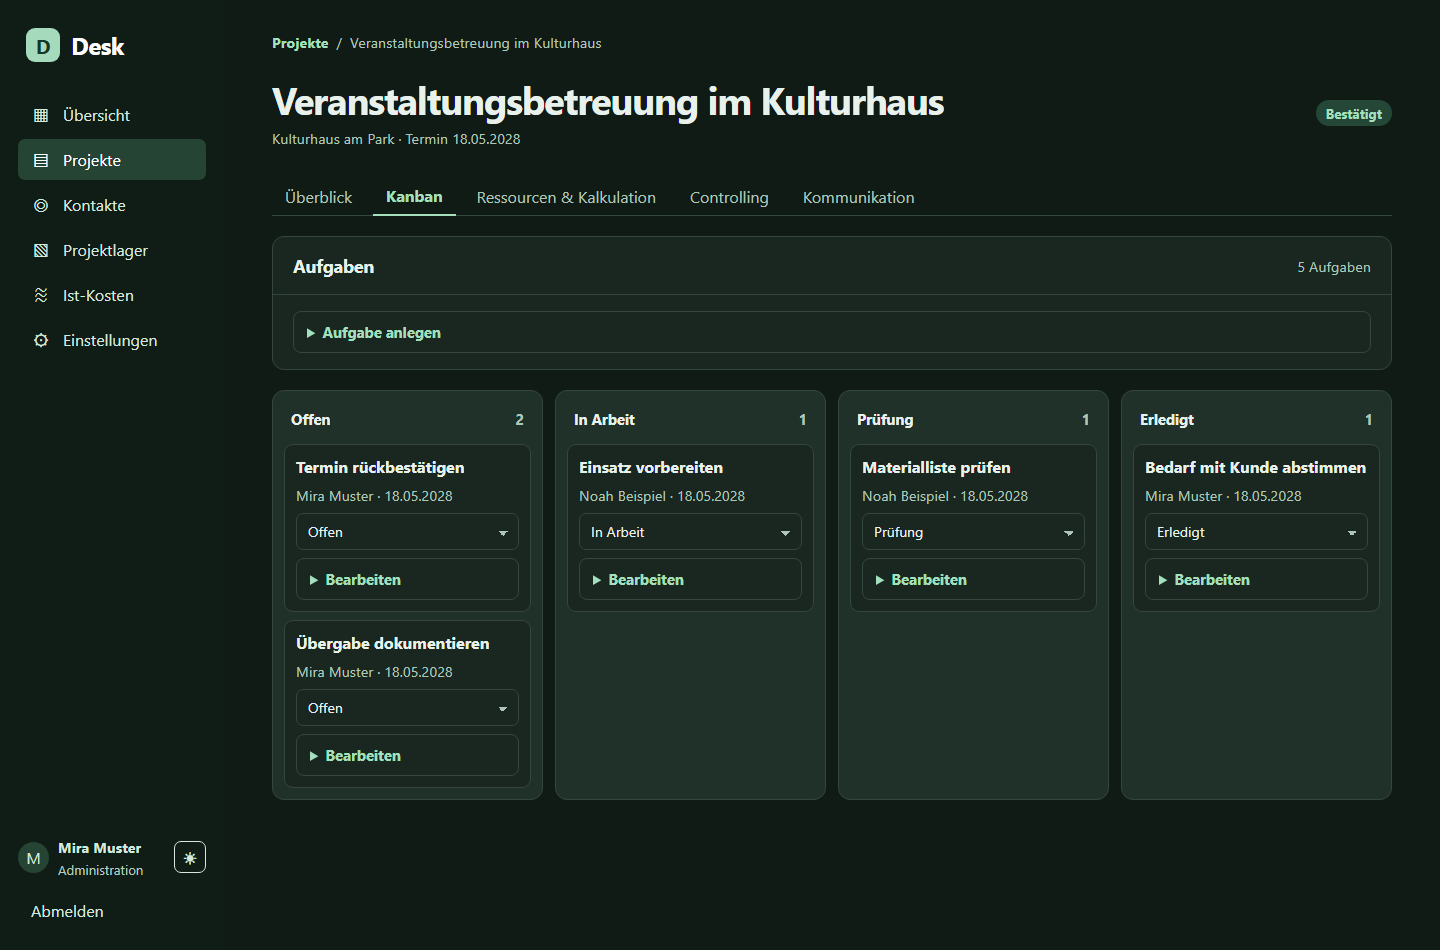 D Desk
Übersicht
Projekte
Kontakte
Projektlager
Ist-Kosten
Einstellungen
Mira Muster
M
Administration
Abmelden
Projekte / Veranstaltungsbetreuung im Kulturhaus
Veranstaltungsbetreuung im Kulturhaus
Bestätigt
Kulturhaus am Park · Termin 18.05.2028
Überblick Kanban Ressourcen & Kalkulation Controlling Kommunikation
Aufgaben 5 Aufgaben
Aufgabe anlegen
Offen 2
Termin rückbestätigen
Mira Muster · 18.05.2028
Offen
Bearbeiten
Übergabe dokumentieren
Mira Muster · 18.05.2028
Offen
Bearbeiten
In Arbeit 1
Einsatz vorbereiten
Noah Beispiel · 18.05.2028
In Arbeit
Bearbeiten
Prüfung 1
Materialliste prüfen
Noah Beispiel · 18.05.2028
Prüfung
Bearbeiten
Erledigt 1
Bedarf mit Kunde abstimmen
Mira Muster · 18.05.2028
Erledigt
Bearbeiten